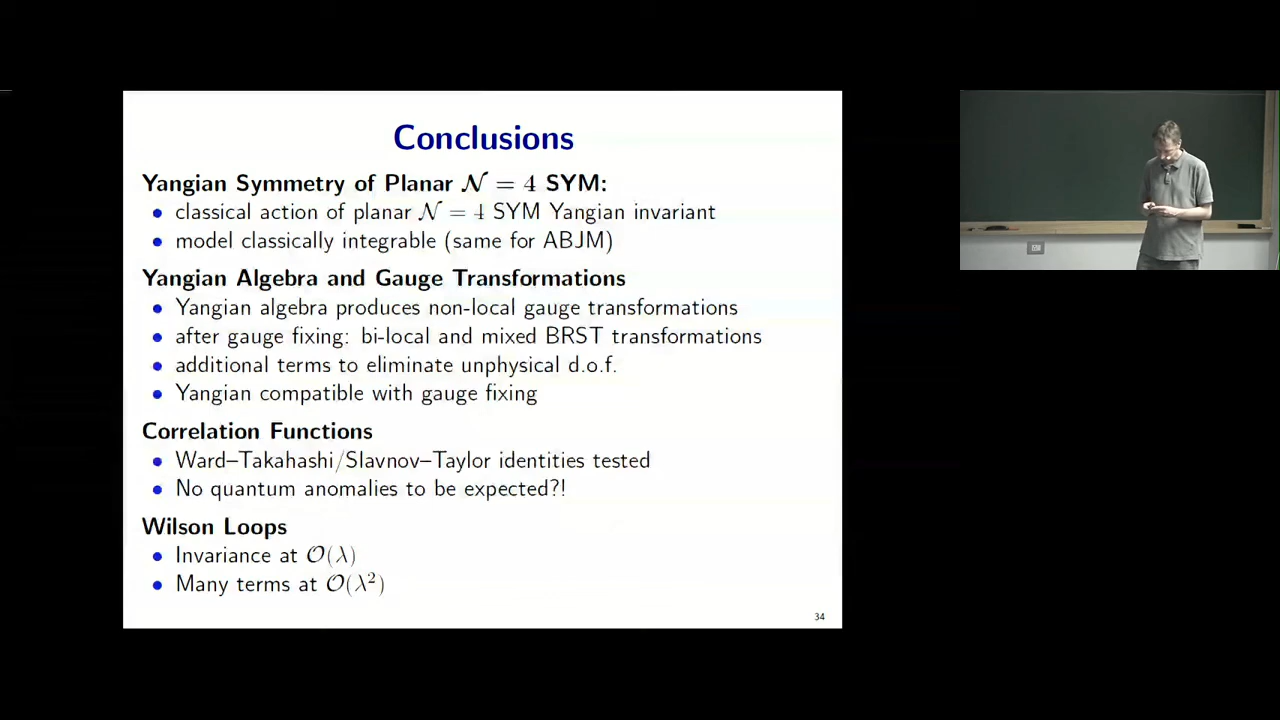 Conclusions
Yangian Symmetry of Planar 𝒩 = 4 SYM:
• classical action of planar 𝒩 = 4 SYM Yangian invariant
• model classically integrable (same for ABJM)
Yangian Algebra and Gauge Transformations
• Yangian algebra produces non-local gauge transformations
• after gauge fixing: bi-local and mixed BRST transformations
• additional terms to eliminate unphysical d.o.f.
• Yangian compatible with gauge fixing
Correlation Functions
• Ward–Takahashi/Slavnov–Taylor identities tested
• No quantum anomalies to be expected?!
Wilson Loops
• Invariance at 𝒪(λ)
• Many terms at 𝒪(λ²)
34